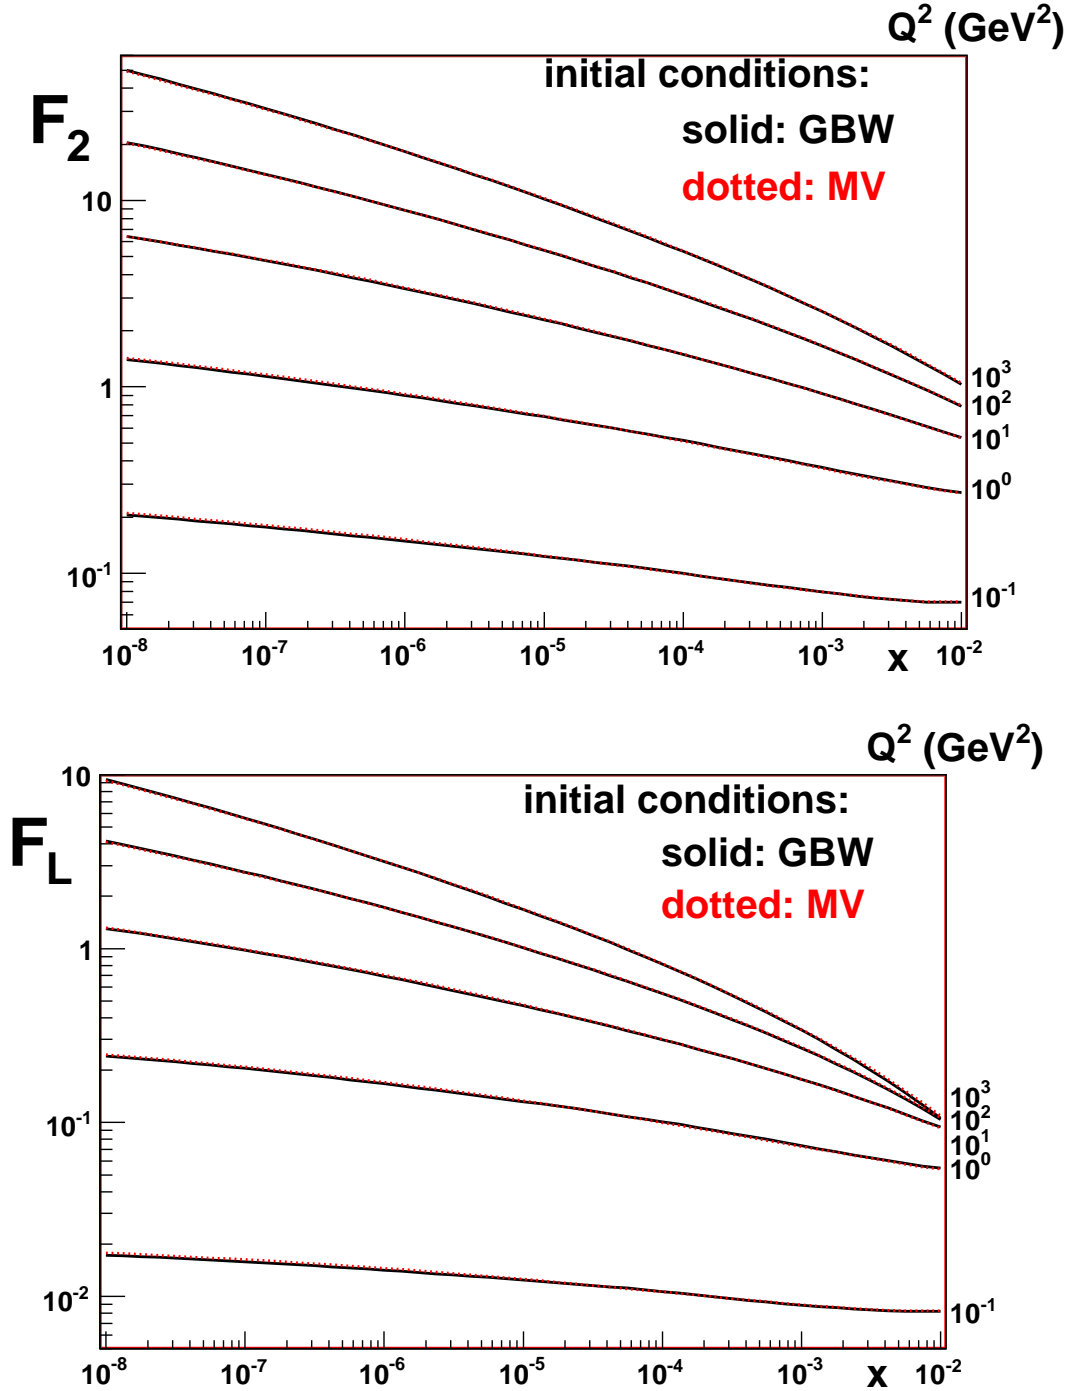 Q² (GeV²)
initial conditions:
F₂
solid: GBW
dotted: MV
10
1
10⁻¹
10³
10²
10¹
10⁰
10⁻¹
10⁻⁸ 10⁻⁷ 10⁻⁶ 10⁻⁵ 10⁻⁴ 10⁻³ x 10⁻²
Q² (GeV²)
10
initial conditions:
F_L
solid: GBW
dotted: MV
1
10⁻¹
10⁻²
10³
10²
10¹
10⁰
10⁻¹
10⁻⁸ 10⁻⁷ 10⁻⁶ 10⁻⁵ 10⁻⁴ 10⁻³ x 10⁻²